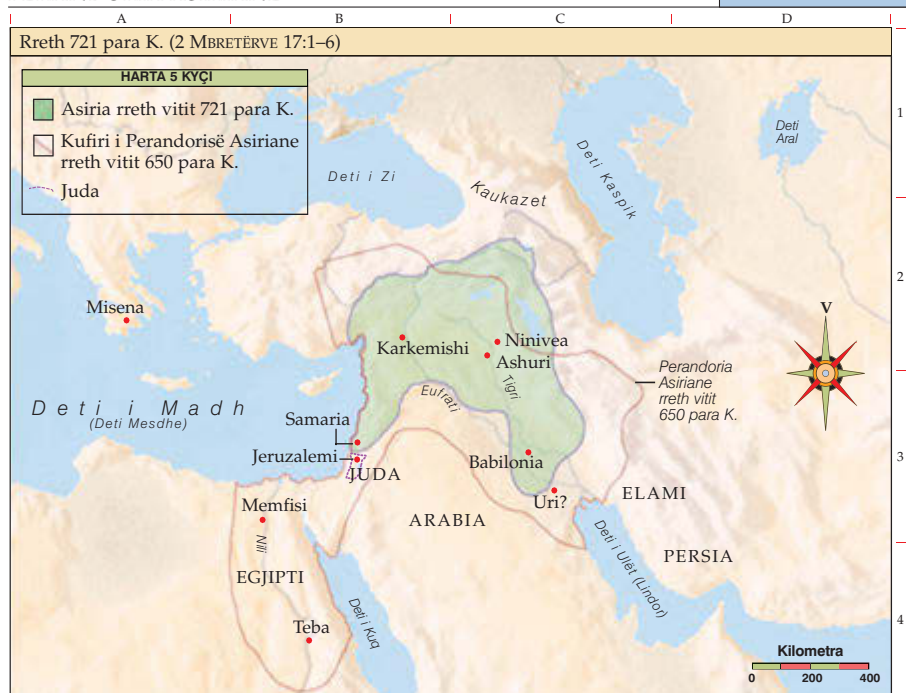 A B C D
Rreth 721 para K. (2 MBRETËRVE 17:1–6)
HARTA 5 KYÇI
Asiria rreth vitit 721 para K.
Kufiri i Perandorisë Asiriane
rreth vitit 650 para K.
Juda
1
2
3
4
Deti i Zi
Kaukazet
Deti Kaspik
Deti
Aral
Misena
Karkemishi
Ninivea
Ashuri
Tigri
Eufrati
V
Perandoria
Asiriane
rreth vitit
650 para K.
Deti i Madh
(Deti Mesdhe)
Samaria
Jeruzalemi
JUDA
Babilonia
Uri?
ELAMI
Memfisi
ARABIA
Nili
EGJIPTI
PERSIA
Deti i Ulët (Lindor)
Deti i Kuq
Teba
Kilometra
0 200 400